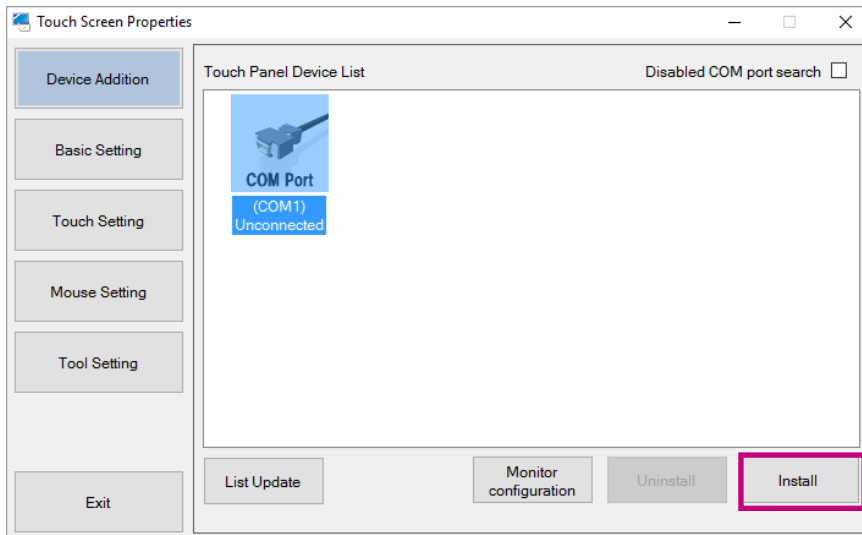 Touch Screen Properties
Device Addition
Basic Setting
Touch Setting
Mouse Setting
Tool Setting
Exit
Touch Panel Device List
Disabled COM port search
COM Port
(COM1)
Unconnected
List Update
Monitor
configuration
Uninstall
Install